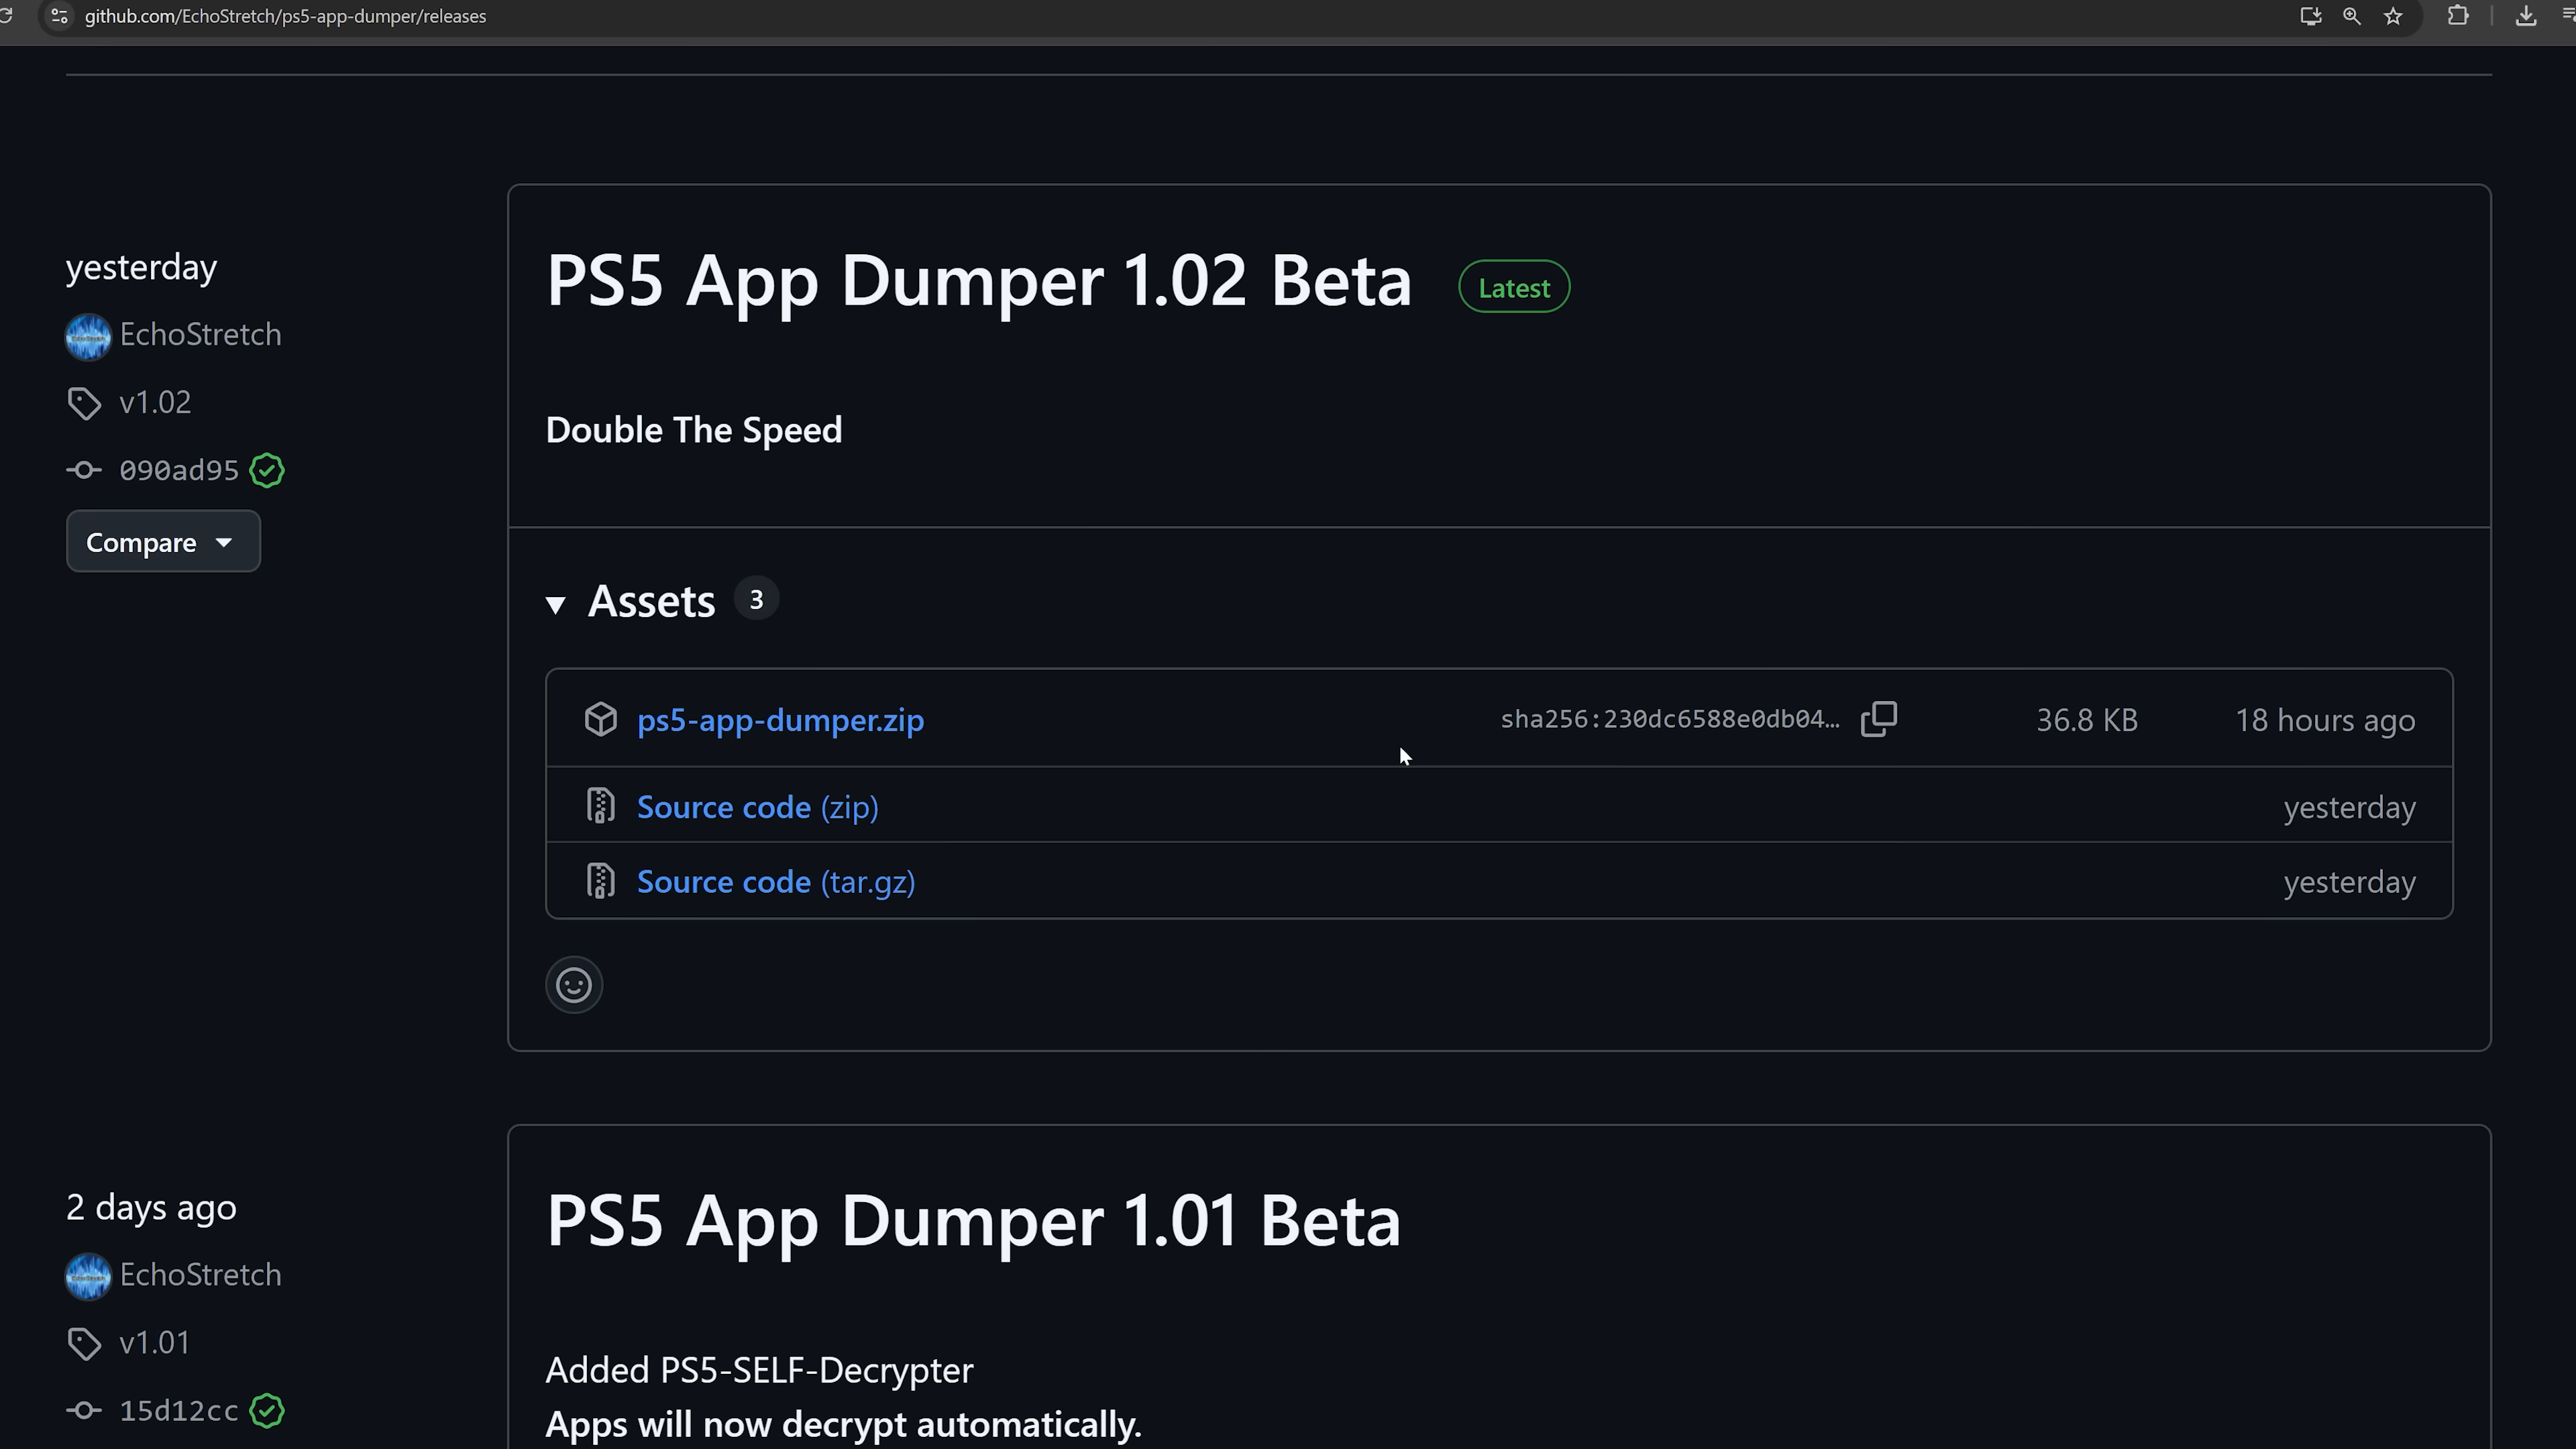 github.com/EchoStretch/ps5-app-dumper/releases
yesterday
EchoStretch
v1.02
090ad95
Compare
PS5 App Dumper 1.02 Beta
Latest
Double The Speed
Assets 3
ps5-app-dumper.zip sha256:230dc6588e0db04... 36.8 KB 18 hours ago
Source code (zip) yesterday
Source code (tar.gz) yesterday
2 days ago
EchoStretch
v1.01
15d12cc
PS5 App Dumper 1.01 Beta
Added PS5-SELF-Decrypter
Apps will now decrypt automatically.